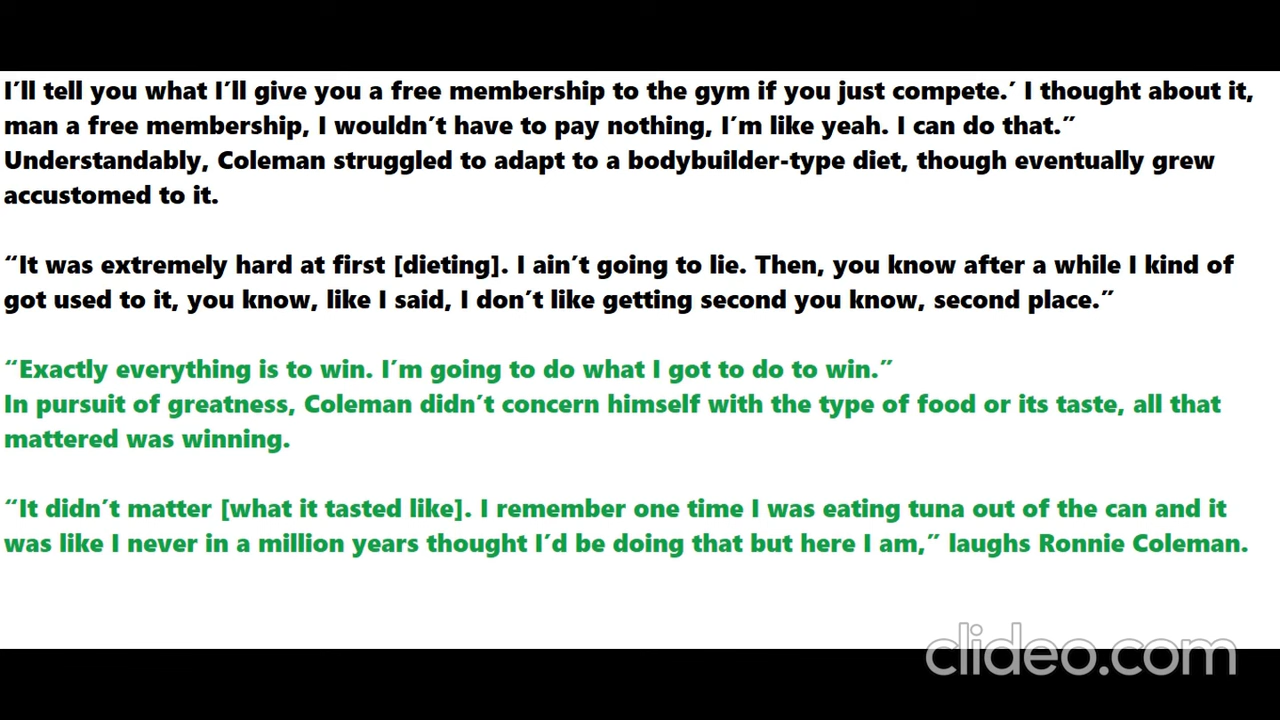 I’ll tell you what I’ll give you a free membership to the gym if you just compete.’ I thought about it,
man a free membership, I wouldn’t have to pay nothing, I’m like yeah. I can do that.”
Understandably, Coleman struggled to adapt to a bodybuilder-type diet, though eventually grew
accustomed to it.
“It was extremely hard at first [dieting]. I ain’t going to lie. Then, you know after a while I kind of
got used to it, you know, like I said, I don’t like getting second you know, second place.”
“Exactly everything is to win. I’m going to do what I got to do to win.”
In pursuit of greatness, Coleman didn’t concern himself with the type of food or its taste, all that
mattered was winning.
“It didn’t matter [what it tasted like]. I remember one time I was eating tuna out of the can and it
was like I never in a million years thought I’d be doing that but here I am,” laughs Ronnie Coleman.
clideo.com